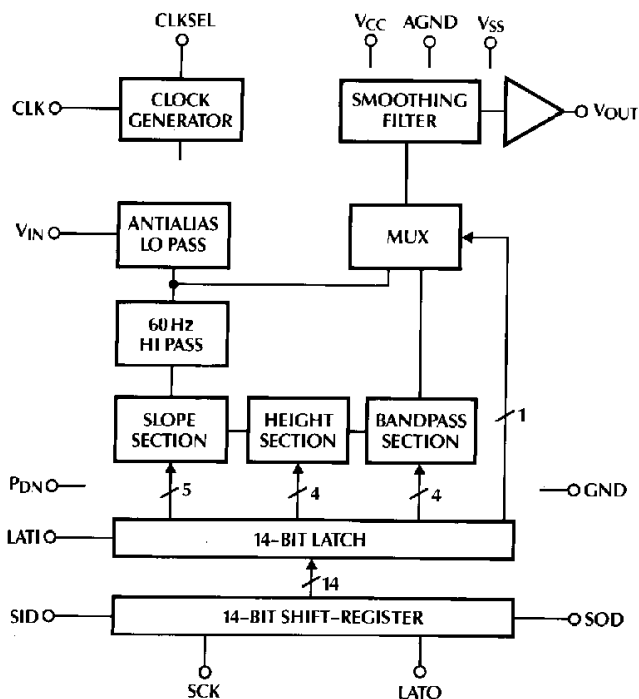 CLKSEL
VCC
AGND
VSS
CLK
CLOCK
GENERATOR
SMOOTHING
FILTER
VOUT
VIN
ANTIALIAS
LO PASS
MUX
60 Hz
HI PASS
SLOPE
SECTION
HEIGHT
SECTION
BANDPASS
SECTION
1
PDN
5
4
4
GND
LATI
14-BIT LATCH
14
SID
14-BIT SHIFT-REGISTER
SOD
SCK
LATO